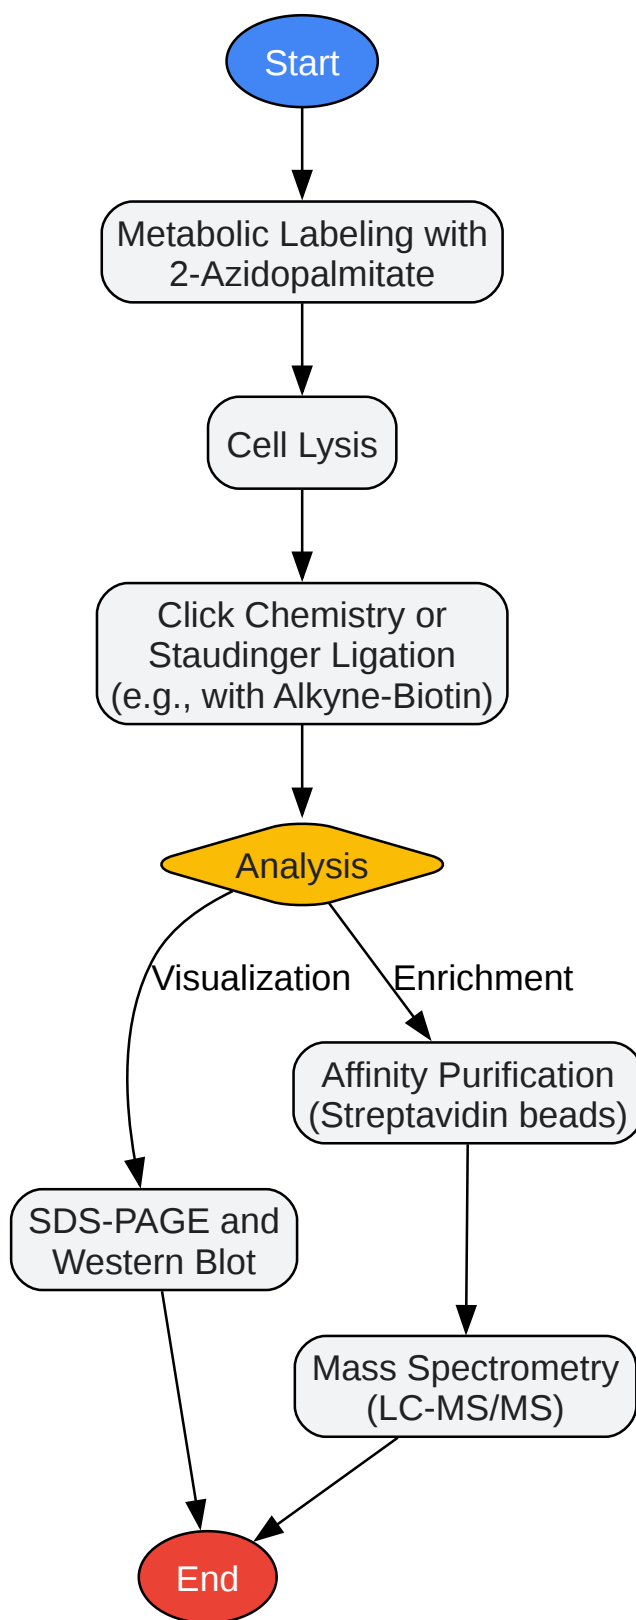 Start
Metabolic Labeling with
2-Azidopalmitate
Cell Lysis
Click Chemistry or
Staudinger Ligation
(e.g., with Alkyne-Biotin)
Analysis
Visualization
Enrichment
Affinity Purification
(Streptavidin beads)
SDS-PAGE and
Western Blot
Mass Spectrometry
(LC-MS/MS)
End